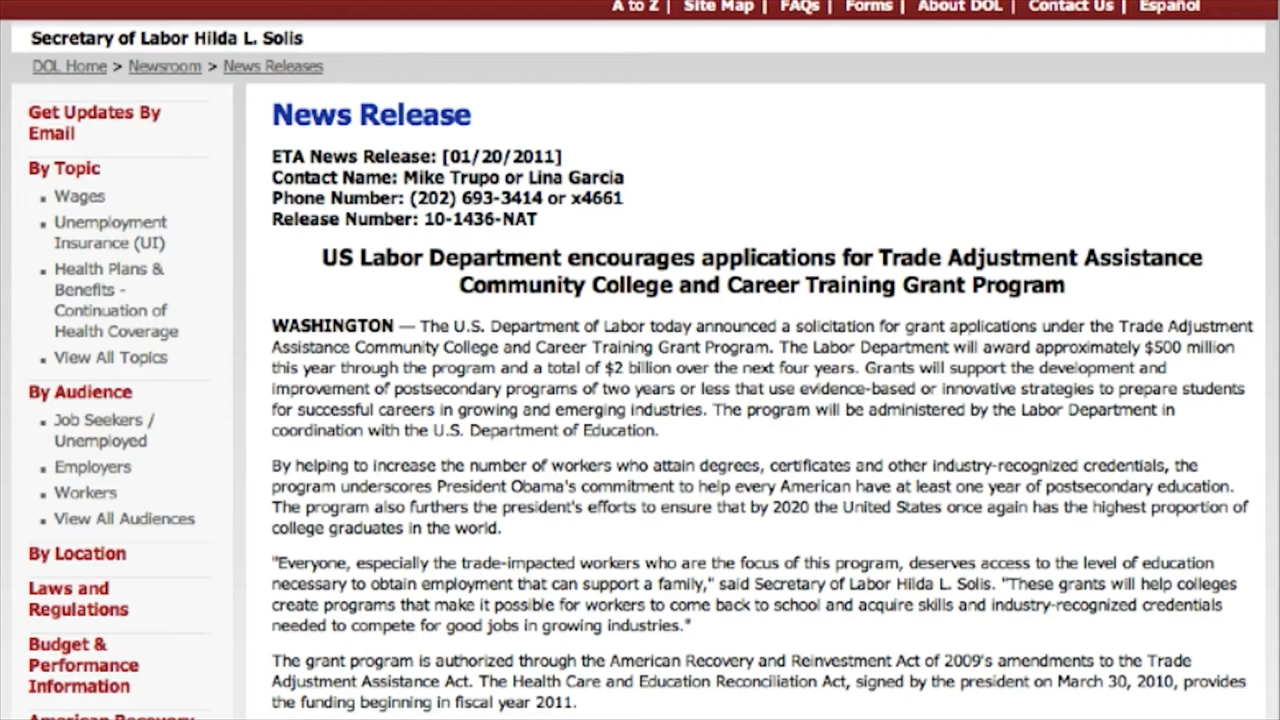 A to Z | Site Map | FAQs | Forms | About DOL | Contact Us | Español
Secretary of Labor Hilda L. Solis
DOL Home > Newsroom > News Releases
Get Updates By
Email
By Topic
Wages
Unemployment
Insurance (UI)
Health Plans &
Benefits -
Continuation of
Health Coverage
View All Topics
By Audience
Job Seekers /
Unemployed
Employers
Workers
View All Audiences
By Location
Laws and
Regulations
Budget &
Performance
Information
American Recovery
News Release
ETA News Release: [01/20/2011]
Contact Name: Mike Trupo or Lina Garcia
Phone Number: (202) 693-3414 or x4661
Release Number: 10-1436-NAT
US Labor Department encourages applications for Trade Adjustment Assistance
Community College and Career Training Grant Program
WASHINGTON — The U.S. Department of Labor today announced a solicitation for grant applications under the Trade Adjustment
Assistance Community College and Career Training Grant Program. The Labor Department will award approximately $500 million
this year through the program and a total of $2 billion over the next four years. Grants will support the development and
improvement of postsecondary programs of two years or less that use evidence-based or innovative strategies to prepare students
for successful careers in growing and emerging industries. The program will be administered by the Labor Department in
coordination with the U.S. Department of Education.
By helping to increase the number of workers who attain degrees, certificates and other industry-recognized credentials, the
program underscores President Obama's commitment to help every American have at least one year of postsecondary education.
The program also furthers the president's efforts to ensure that by 2020 the United States once again has the highest proportion of
college graduates in the world.
"Everyone, especially the trade-impacted workers who are the focus of this program, deserves access to the level of education
necessary to obtain employment that can support a family," said Secretary of Labor Hilda L. Solis. "These grants will help colleges
create programs that make it possible for workers to come back to school and acquire skills and industry-recognized credentials
needed to compete for good jobs in growing industries."
The grant program is authorized through the American Recovery and Reinvestment Act of 2009's amendments to the Trade
Adjustment Assistance Act. The Health Care and Education Reconciliation Act, signed by the president on March 30, 2010, provides
the funding beginning in fiscal year 2011.